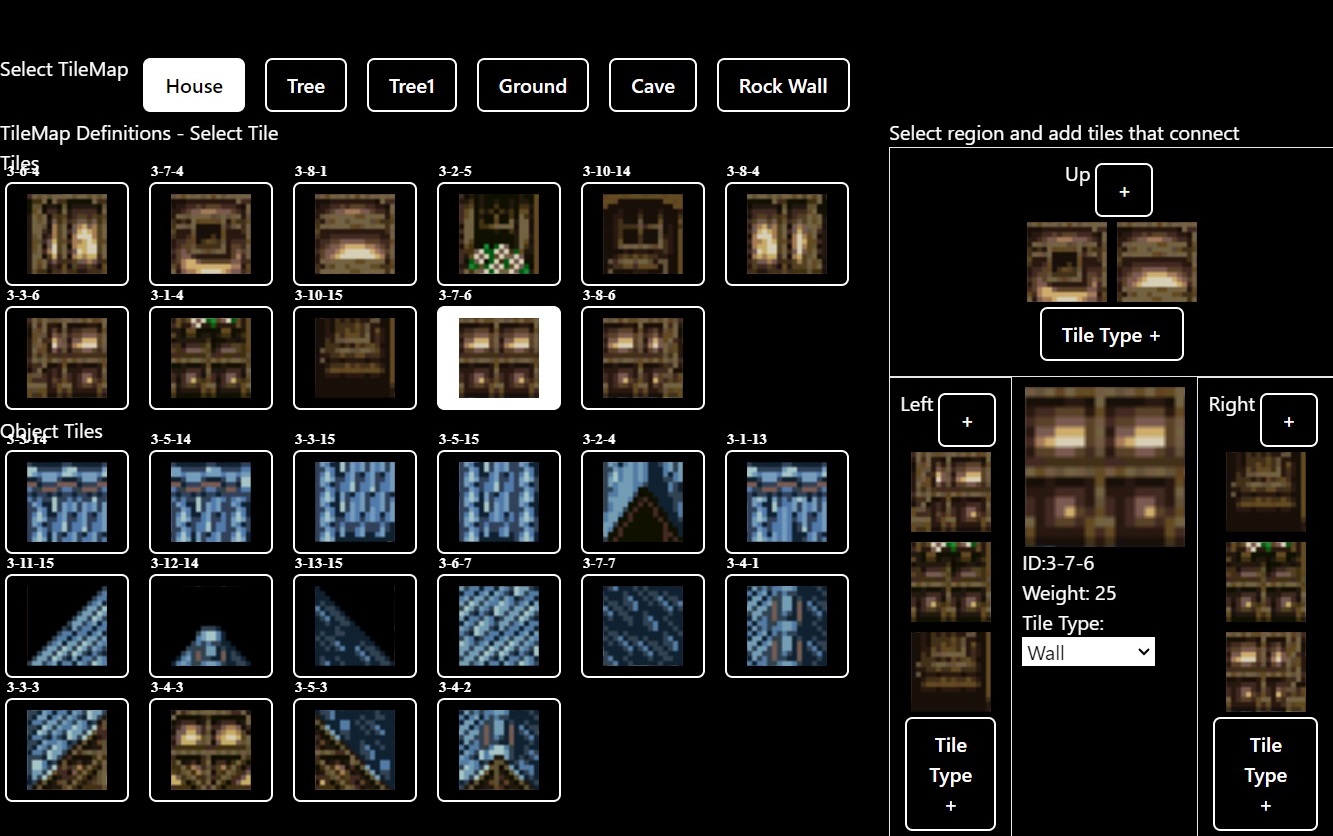 Select TileMap House Tree Tree1 Ground Cave Rock Wall
TileMap Definitions - Select Tile
Tiles
3-6-4 3-7-4 3-8-1 3-2-5 3-10-14 3-8-4
3-3-6 3-1-4 3-10-15 3-7-6 3-8-6
Object Tiles
3-3-14 3-5-14 3-3-15 3-5-15 3-2-4 3-1-13
3-11-15 3-12-14 3-13-15 3-6-7 3-7-7 3-4-1
3-3-3 3-4-3 3-5-3 3-4-2
Select region and add tiles that connect
Up +
Tile Type +
Left +
Tile
Type
+
ID:3-7-6
Weight: 25
Tile Type:
Wall
Right +
Tile
Type
+